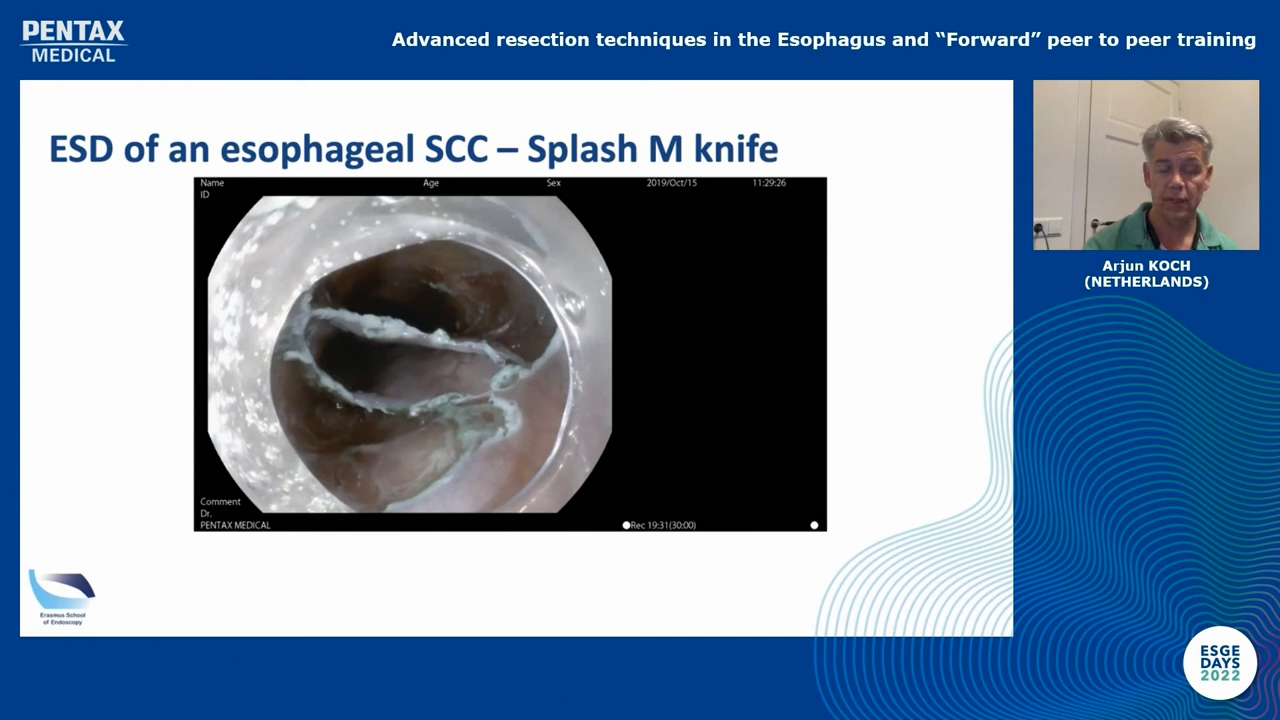 PENTAX
MEDICAL
Advanced resection techniques in the Esophagus and “Forward” peer to peer training
ESD of an esophageal SCC – Splash M knife
Name Age Sex 2019/Oct/15 11:29:26
ID
Comment
Dr.
PENTAX MEDICAL Rec 19:31(30:00)
Arjun KOCH
(NETHERLANDS)
Erasmus School
of Endoscopy
ESGE
DAYS
2022